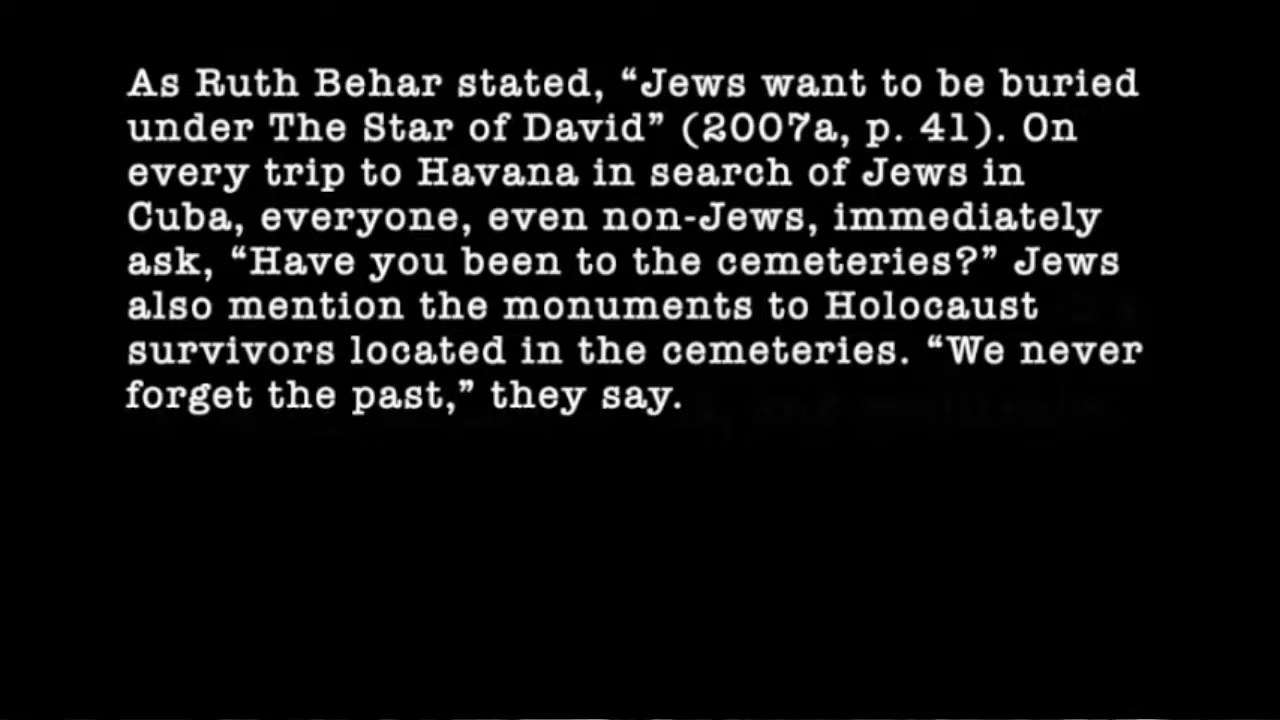 As Ruth Behar stated, “Jews want to be buried
under The Star of David” (2007a, p. 41). On
every trip to Havana in search of Jews in
Cuba, everyone, even non-Jews, immediately
ask, “Have you been to the cemeteries?” Jews
also mention the monuments to Holocaust
survivors located in the cemeteries. “We never
forget the past,” they say.